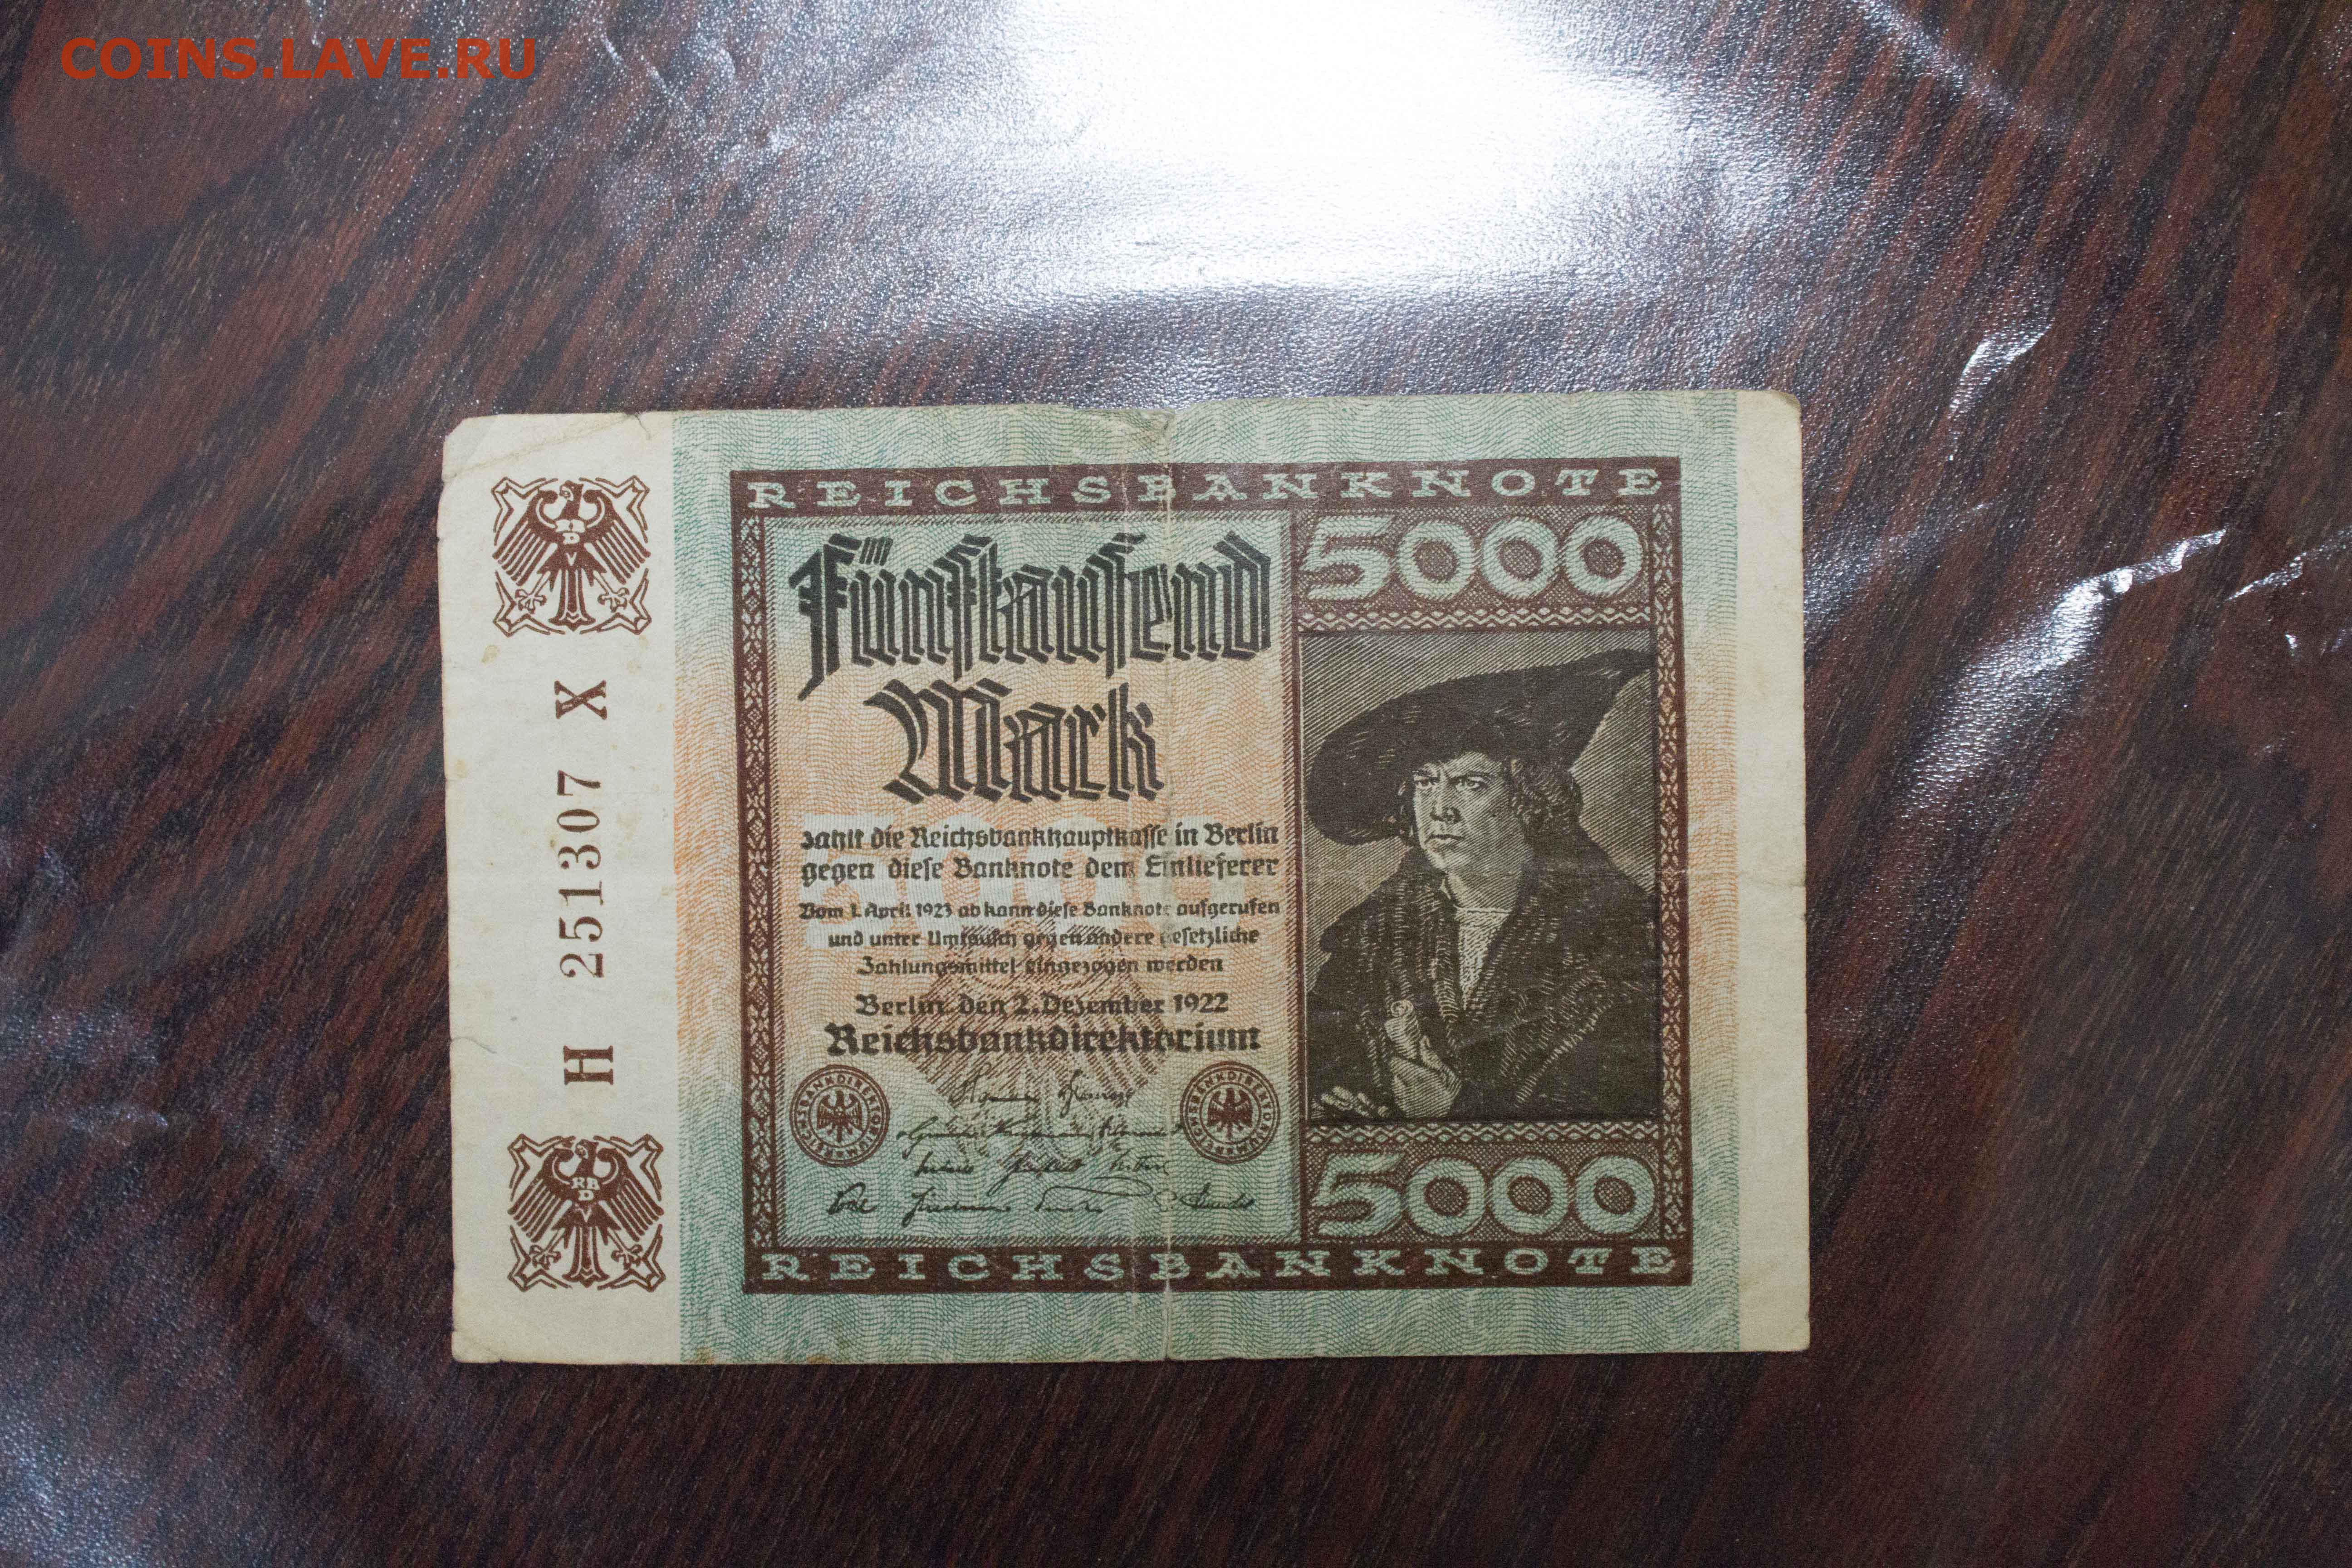 COINS.LAVE.RU
H 251307 X
REICHSBANKNOTE
5000
Fünftausend
Mark
zahlt die Reichsbankhauptkasse in Berlin
gegen diese Banknote dem Einlieferer
Vom 1. April 1923 ab kann diese Banknote aufgerufen
und unter Umtausch gegen andere gesetzliche
Zahlungsmittel eingezogen werden
Berlin, den 2. Dezember 1922
Reichsbankdirektorium
REICHSBANKDIREKTORIUM
REICHSBANKDIREKTORIUM
5000
REICHSBANKNOTE